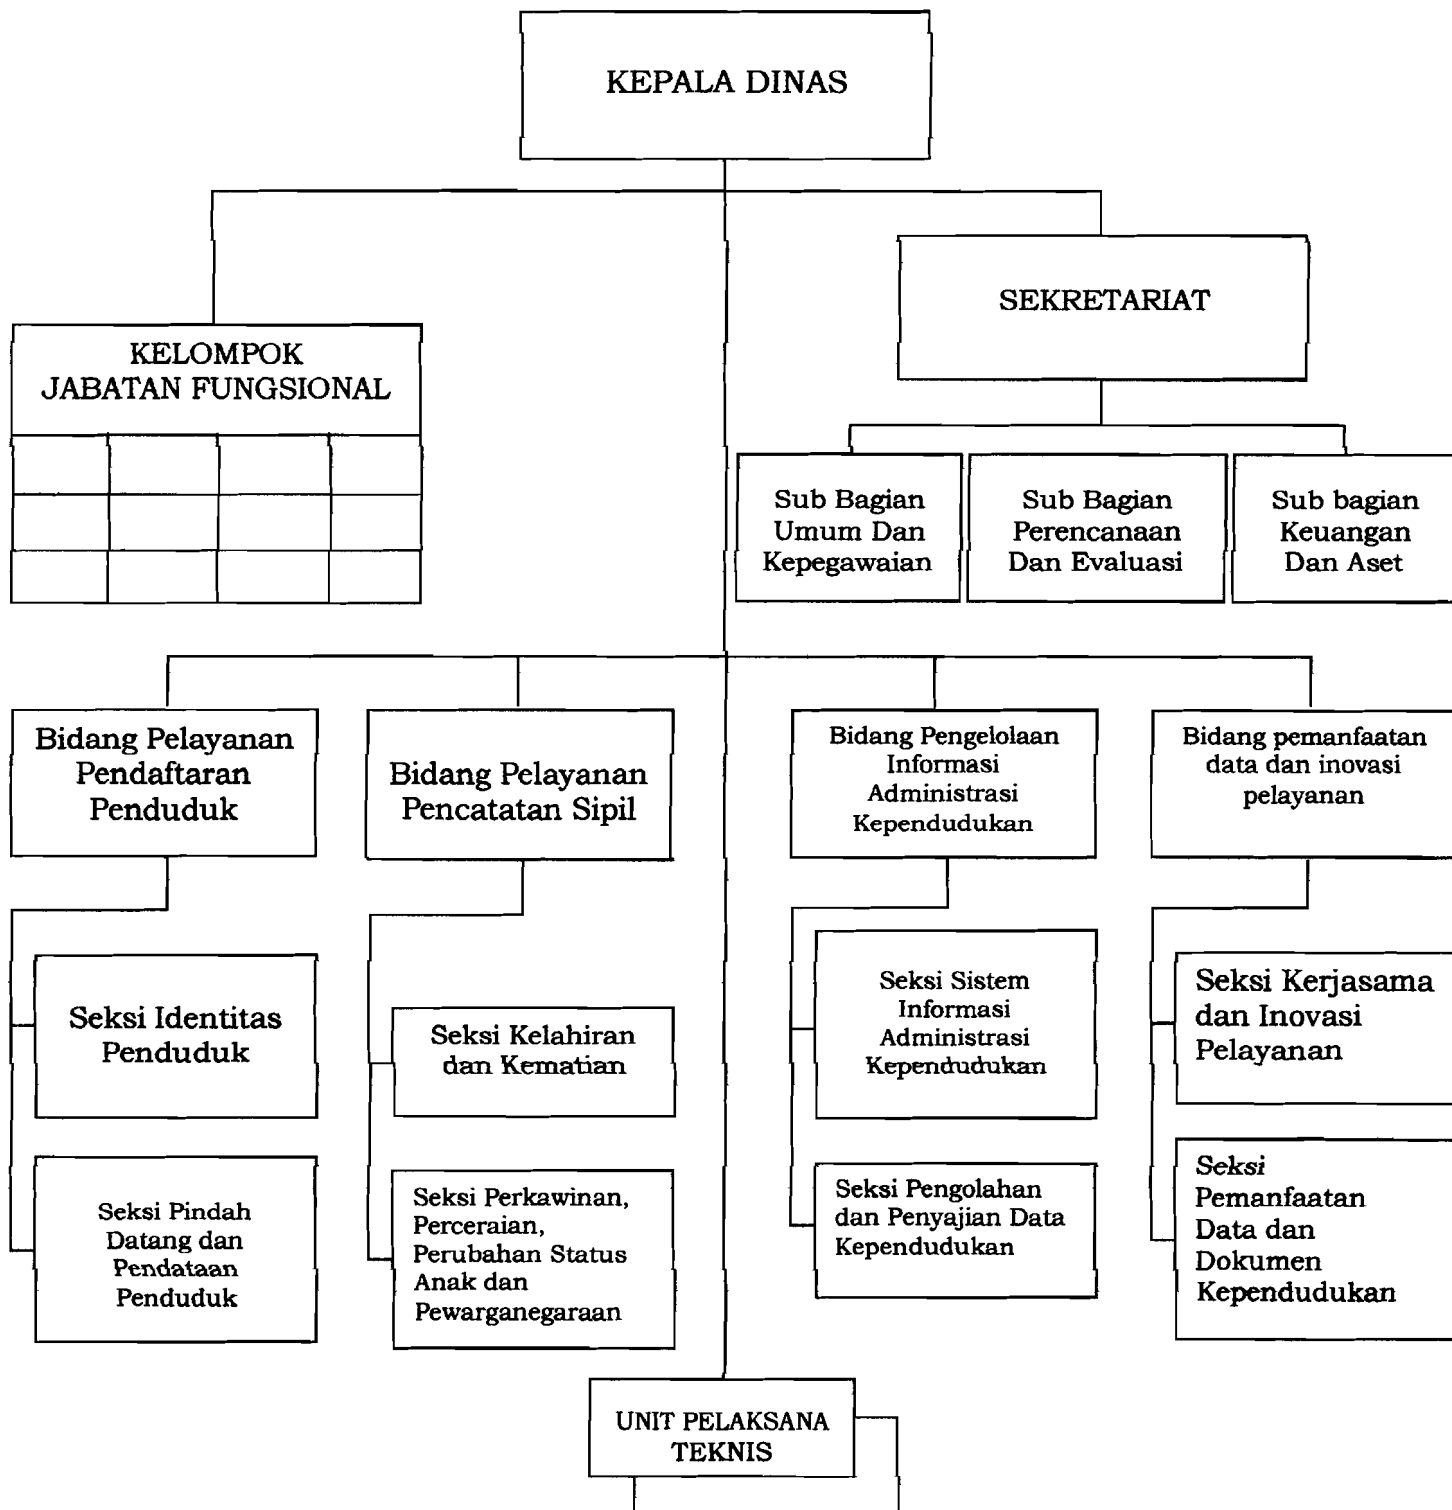 KEPALA DINAS
SEKRETARIAT
KELOMPOK
JABATAN FUNGSIONAL
Sub Bagian
Umum Dan
Kepegawaian
Sub Bagian
Perencanaan
Dan Evaluasi
Sub bagian
Keuangan
Dan Aset
Bidang Pelayanan
Pendaftaran
Penduduk
Bidang Pelayanan
Pencatatan Sipil
Bidang Pengelolaan
Informasi
Administrasi
Kependudukan
Bidang pemanfaatan
data dan inovasi
pelayanan
Seksi Identitas
Penduduk
Seksi Kelahiran
dan Kematian
Seksi Sistem
Informasi
Administrasi
Kependudukan
Seksi Kerjasama
dan Inovasi
Pelayanan
Seksi Pindah
Datang dan
Pendataan
Penduduk
Seksi Perkawinan,
Perceraian,
Perubahan Status
Anak dan
Pewarganegaraan
Seksi Pengolahan
dan Penyajian Data
Kependudukan
Seksi
Pemanfaatan
Data dan
Dokumen
Kependudukan
UNIT PELAKSANA
TEKNIS